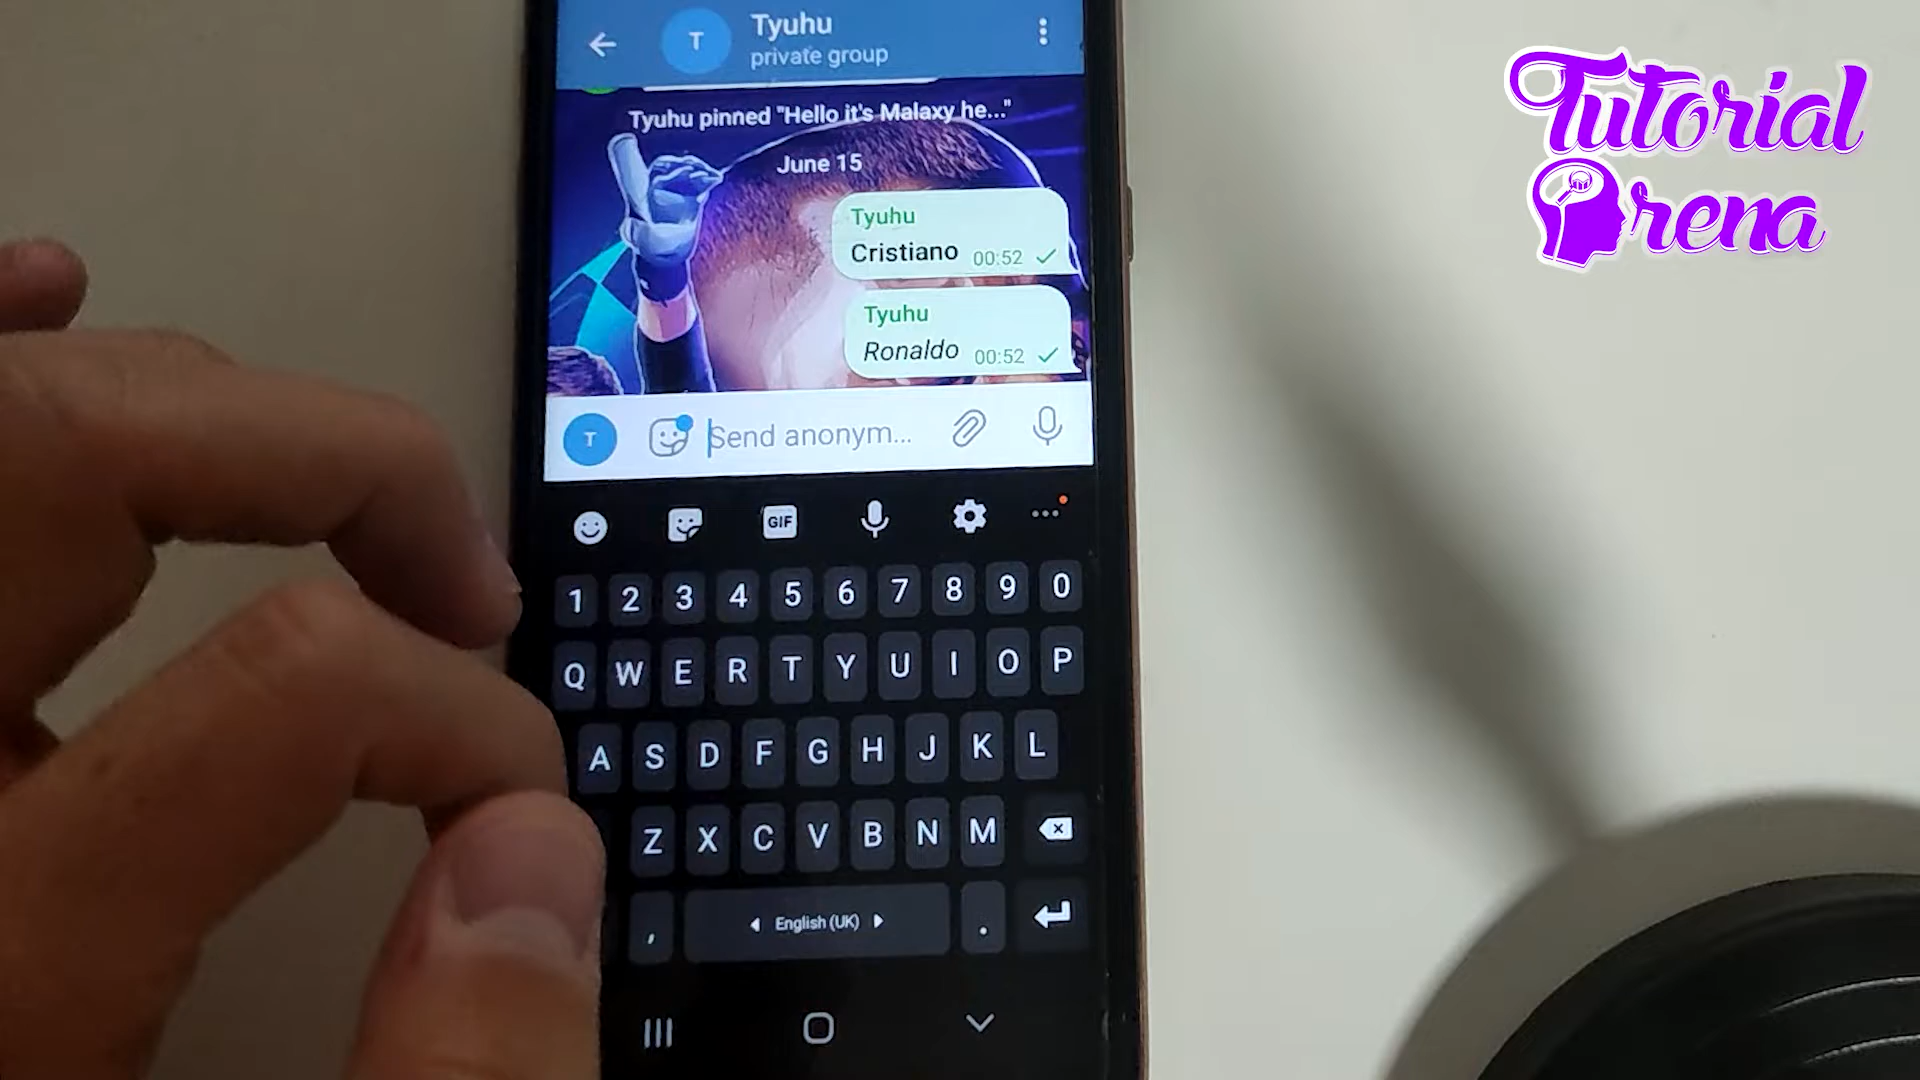 Tyuhu
T
private group
Tyuhu pinned "Hello it's Malaxy he..."
June 15
Tyuhu
Cristiano 00:52
Tyuhu
Ronaldo 00:52
T
Send anonym...
GIF
1 2 3 4 5 6 7 8 9 0
Q W E R T Y U I O P
A S D F G H J K L
Z X C V B N M
, English (UK) .
Tutorial
Arena